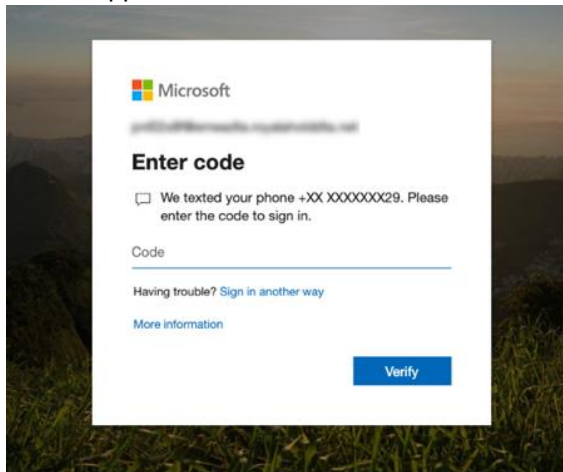 Microsoft
Enter code
We texted your phone +XX XXXXXXX29. Please
enter the code to sign in.
Code
Having trouble? Sign in another way
More information
Verify